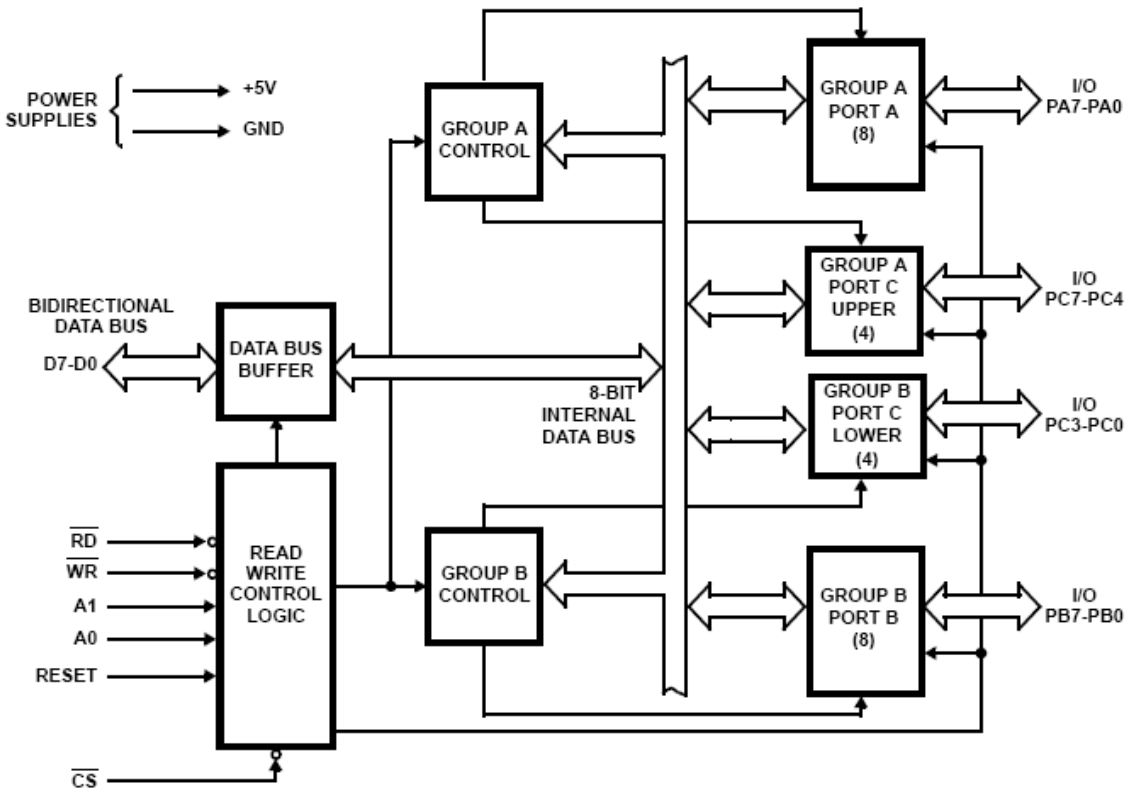 POWER
SUPPLIES
+5V
GND
GROUP A
CONTROL
GROUP A
PORT A
(8)
I/O
PA7-PA0
GROUP A
PORT C
UPPER
(4)
I/O
PC7-PC4
BIDIRECTIONAL
DATA BUS
D7-D0
DATA BUS
BUFFER
8-BIT
INTERNAL
DATA BUS
GROUP B
PORT C
LOWER
(4)
I/O
PC3-PC0
RD
WR
A1
A0
RESET
CS
READ
WRITE
CONTROL
LOGIC
GROUP B
CONTROL
GROUP B
PORT B
(8)
I/O
PB7-PB0